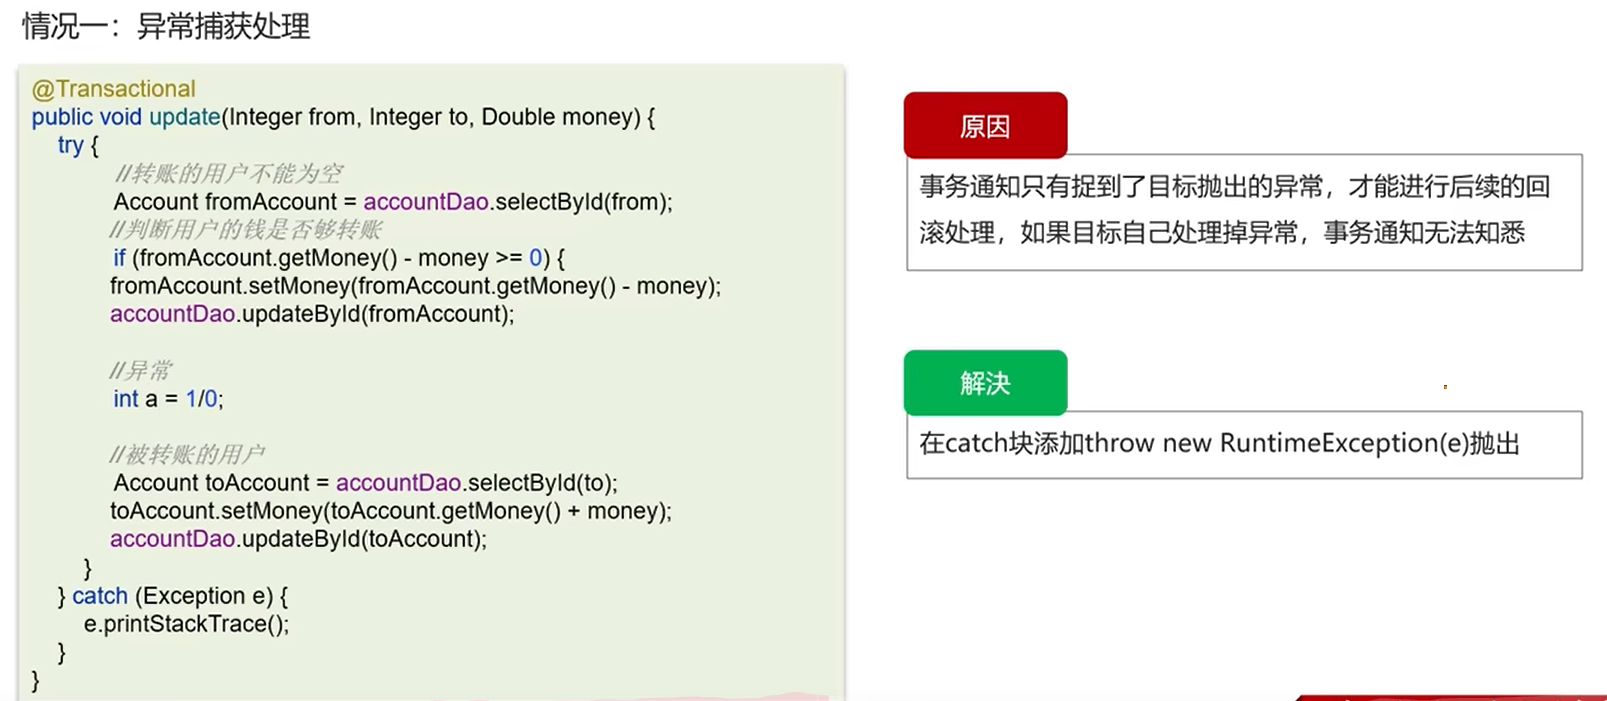 情况一：异常捕获处理
@Transactional
public void update(Integer from, Integer to, Double money) {
try {
//转账的用户不能为空
Account fromAccount = accountDao.selectById(from);
//判断用户的钱是否够转账
if (fromAccount.getMoney() - money >= 0) {
fromAccount.setMoney(fromAccount.getMoney() - money);
accountDao.updateById(fromAccount);
//异常
int a = 1/0;
//被转账的用户
Account toAccount = accountDao.selectById(to);
toAccount.setMoney(toAccount.getMoney() + money);
accountDao.updateById(toAccount);
}
} catch (Exception e) {
e.printStackTrace();
}
}
原因
事务通知只有捉到了目标抛出的异常，才能进行后续的回
滚处理，如果目标自己处理掉异常，事务通知无法知悉
解决
在catch块添加throw new RuntimeException(e)抛出